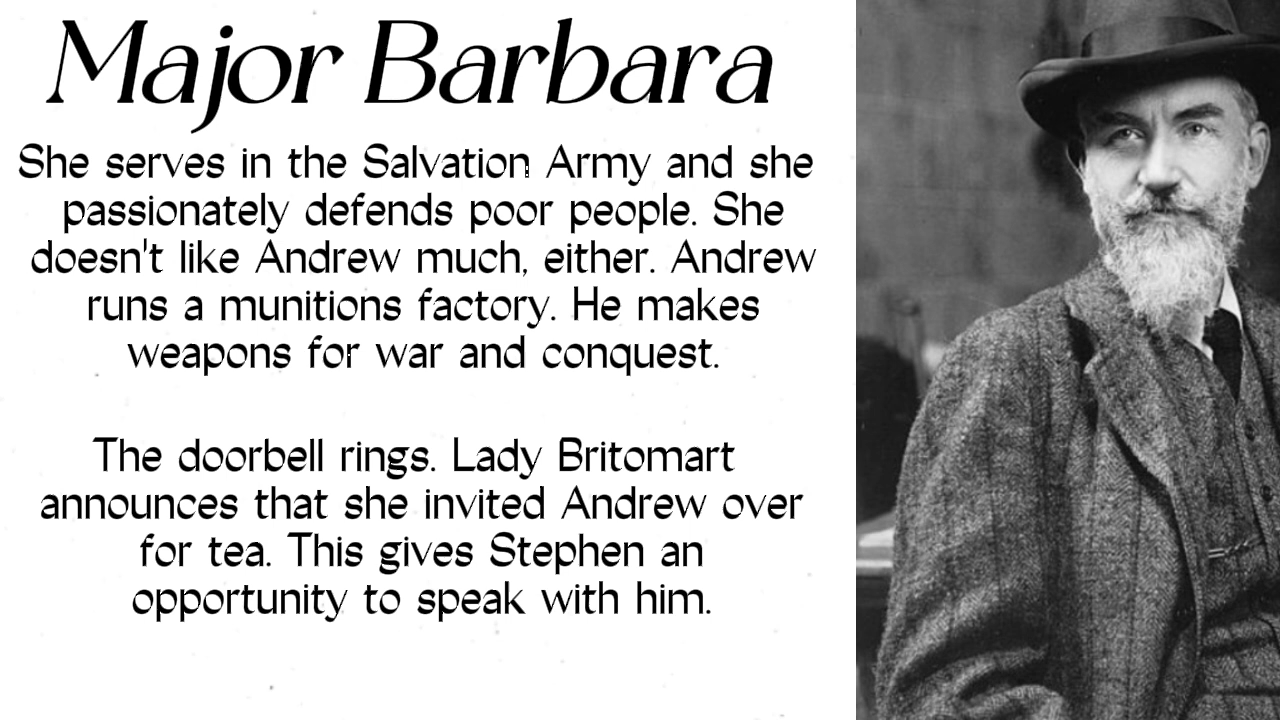 Major Barbara
She serves in the Salvation Army and she
passionately defends poor people. She
doesn't like Andrew much, either. Andrew
runs a munitions factory. He makes
weapons for war and conquest.
The doorbell rings. Lady Britomart
announces that she invited Andrew over
for tea. This gives Stephen an
opportunity to speak with him.